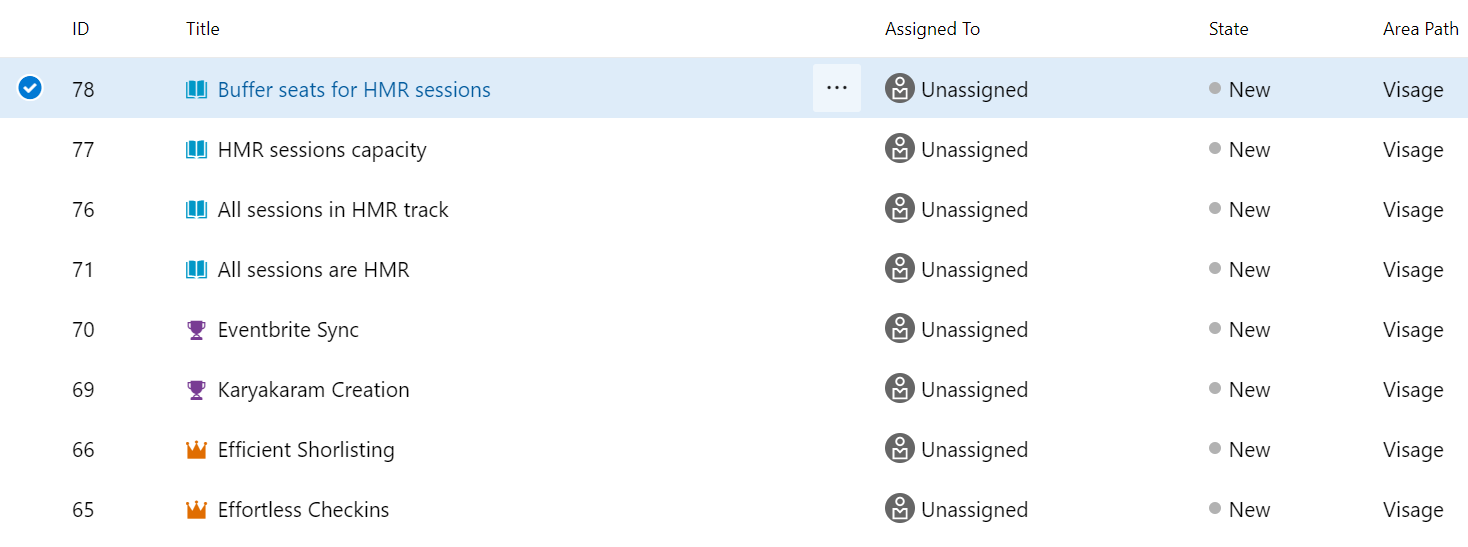 ID Title Assigned To State Area Path
78 Buffer seats for HMR sessions ... Unassigned New Visage
77 HMR sessions capacity Unassigned New Visage
76 All sessions in HMR track Unassigned New Visage
71 All sessions are HMR Unassigned New Visage
70 Eventbrite Sync Unassigned New Visage
69 Karyakaram Creation Unassigned New Visage
66 Efficient Shorlisting Unassigned New Visage
65 Effortless Checkins Unassigned New Visage